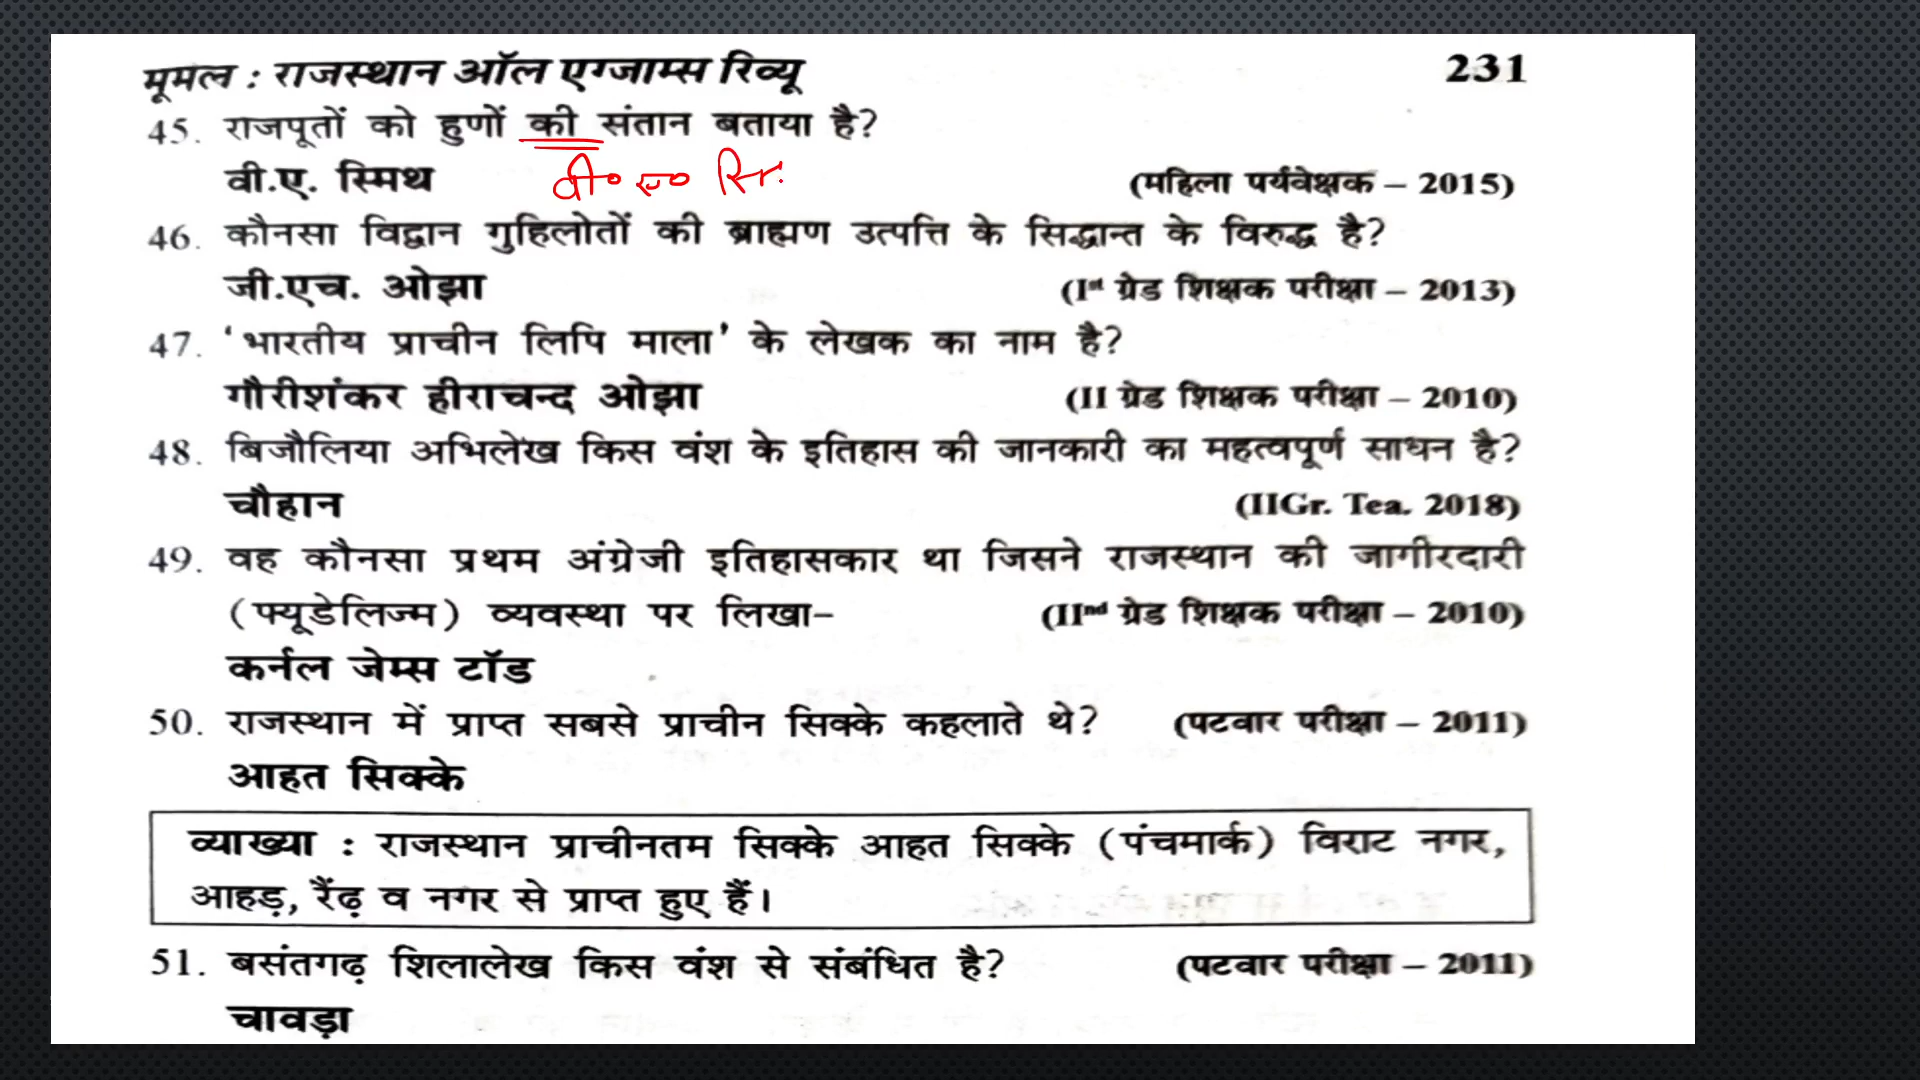 मूमल : राजस्थान ऑल एग्जाम्स रिव्यू 231
45. राजपूतों को हुणों की संतान बताया है?
वी.ए. स्मिथ वी० ए० स्मि. (महिला पर्यवेक्षक – 2015)
46. कौनसा विद्वान गुहिलोतों की ब्राह्मण उत्पत्ति के सिद्धान्त के विरुद्ध है?
जी.एच. ओझा (Ist ग्रेड शिक्षक परीक्षा – 2013)
47. ‘भारतीय प्राचीन लिपि माला’ के लेखक का नाम है?
गौरीशंकर हीराचन्द ओझा (II ग्रेड शिक्षक परीक्षा – 2010)
48. बिजौलिया अभिलेख किस वंश के इतिहास की जानकारी का महत्वपूर्ण साधन है?
चौहान (IIGr. Tea. 2018)
49. वह कौनसा प्रथम अंग्रेजी इतिहासकार था जिसने राजस्थान की जागीरदारी
(फ्यूडेलिज्म) व्यवस्था पर लिखा– (IInd ग्रेड शिक्षक परीक्षा – 2010)
कर्नल जेम्स टॉड
50. राजस्थान में प्राप्त सबसे प्राचीन सिक्के कहलाते थे? (पटवार परीक्षा – 2011)
आहत सिक्के
व्याख्या : राजस्थान प्राचीनतम सिक्के आहत सिक्के (पंचमार्क) विराट नगर,
आहड़, रैंढ़ व नगर से प्राप्त हुए हैं।
51. बसंतगढ़ शिलालेख किस वंश से संबंधित है? (पटवार परीक्षा – 2011)
चावड़ा